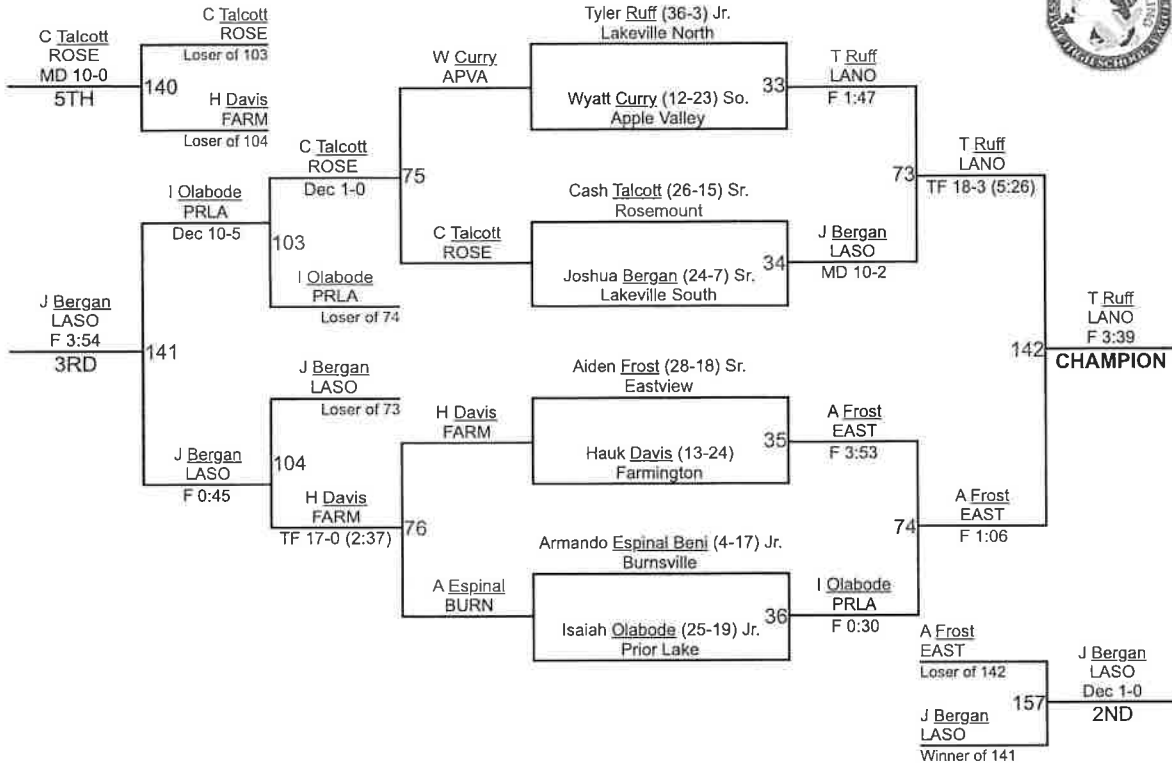 C Talcott
ROSE
MD 10-0
5TH
C Talcott
ROSE
Loser of 103
140
H Davis
FARM
Loser of 104
C Talcott
ROSE
Dec 1-0
I Olabode
PRLA
Dec 10-5
103
I Olabode
PRLA
Loser of 74
J Bergan
LASO
F 3:54
3RD
141
J Bergan
LASO
Loser of 73
J Bergan
LASO
F 0:45
104
H Davis
FARM
TF 17-0 (2:37)
W Curry
APVA
75
C Talcott
ROSE
H Davis
FARM
76
A Espinal
BURN
Tyler Ruff (36-3) Jr.
Lakeville North
33
Wyatt Curry (12-23) So.
Apple Valley
Cash Talcott (26-15) Sr.
Rosemount
34
Joshua Bergan (24-7) Sr.
Lakeville South
Aiden Frost (28-18) Sr.
Eastview
35
Hauk Davis (13-24)
Farmington
Armando Espinal Beni (4-17) Jr.
Burnsville
36
Isaiah Olabode (25-19) Jr.
Prior Lake
T Ruff
LANO
F 1:47
73
J Bergan
LASO
MD 10-2
A Frost
EAST
F 3:53
74
I Olabode
PRLA
F 0:30
T Ruff
LANO
TF 18-3 (5:26)
142
A Frost
EAST
F 1:06
T Ruff
LANO
F 3:39
CHAMPION
A Frost
EAST
Loser of 142
157
J Bergan
LASO
Winner of 141
J Bergan
LASO
Dec 1-0
2ND